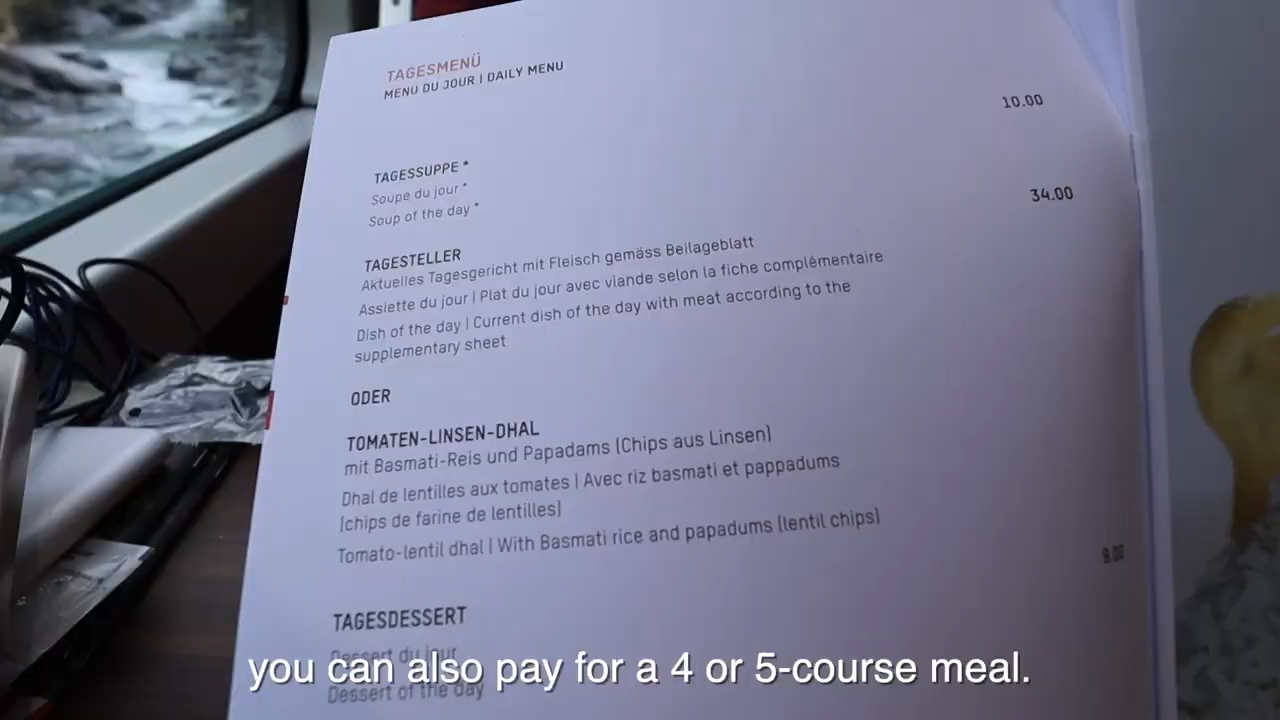 TAGESMENÜ
MENU DU JOUR | DAILY MENU
10.00
TAGESSUPPE *
Soupe du jour *
Soup of the day *
34.00
TAGESTELLER
Aktuelles Tagesgericht mit Fleisch gemäss Beilageblatt
Assiette du jour | Plat du jour avec viande selon la fiche complémentaire
Dish of the day | Current dish of the day with meat according to the
supplementary sheet
ODER
TOMATEN-LINSEN-DHAL
mit Basmati-Reis und Papadams (Chips aus Linsen)
Dhal de lentilles aux tomates | Avec riz basmati et pappadums
(chips de farine de lentilles)
Tomato-lentil dhal | With Basmati rice and papadums (lentil chips)
9.00
TAGESDESSERT
Dessert du jour
Dessert of the day
you can also pay for a 4 or 5-course meal.